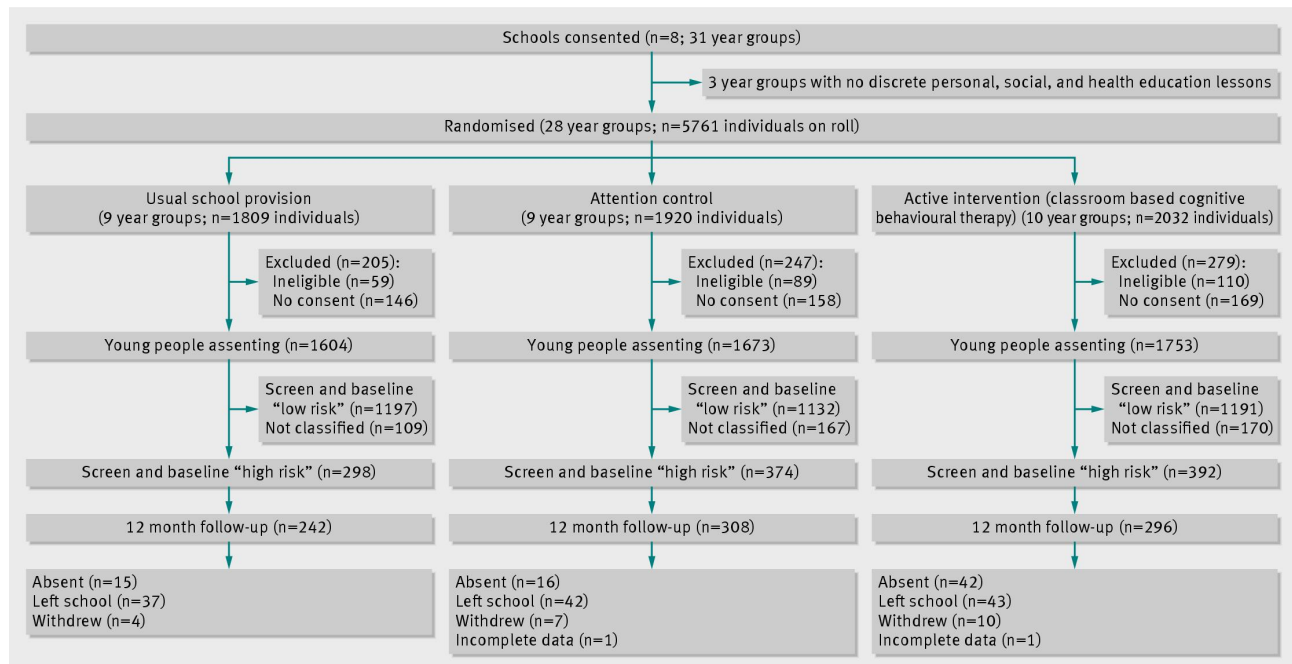 Schools consented (n=8; 31 year groups)
3 year groups with no discrete personal, social, and health education lessons
Randomised (28 year groups; n=5761 individuals on roll)
Usual school provision
(9 year groups; n=1809 individuals)
Attention control
(9 year groups; n=1920 individuals)
Active intervention (classroom based cognitive
behavioural therapy) (10 year groups; n=2032 individuals)
Excluded (n=205):
Ineligible (n=59)
No consent (n=146)
Excluded (n=247):
Ineligible (n=89)
No consent (n=158)
Excluded (n=279):
Ineligible (n=110)
No consent (n=169)
Young people assenting (n=1604)
Young people assenting (n=1673)
Young people assenting (n=1753)
Screen and baseline
“low risk” (n=1197)
Not classified (n=109)
Screen and baseline
“low risk” (n=1132)
Not classified (n=167)
Screen and baseline
“low risk” (n=1191)
Not classified (n=170)
Screen and baseline “high risk” (n=298)
Screen and baseline “high risk” (n=374)
Screen and baseline “high risk” (n=392)
12 month follow-up (n=242)
12 month follow-up (n=308)
12 month follow-up (n=296)
Absent (n=15)
Left school (n=37)
Withdrew (n=4)
Absent (n=16)
Left school (n=42)
Withdrew (n=7)
Incomplete data (n=1)
Absent (n=42)
Left school (n=43)
Withdrew (n=10)
Incomplete data (n=1)